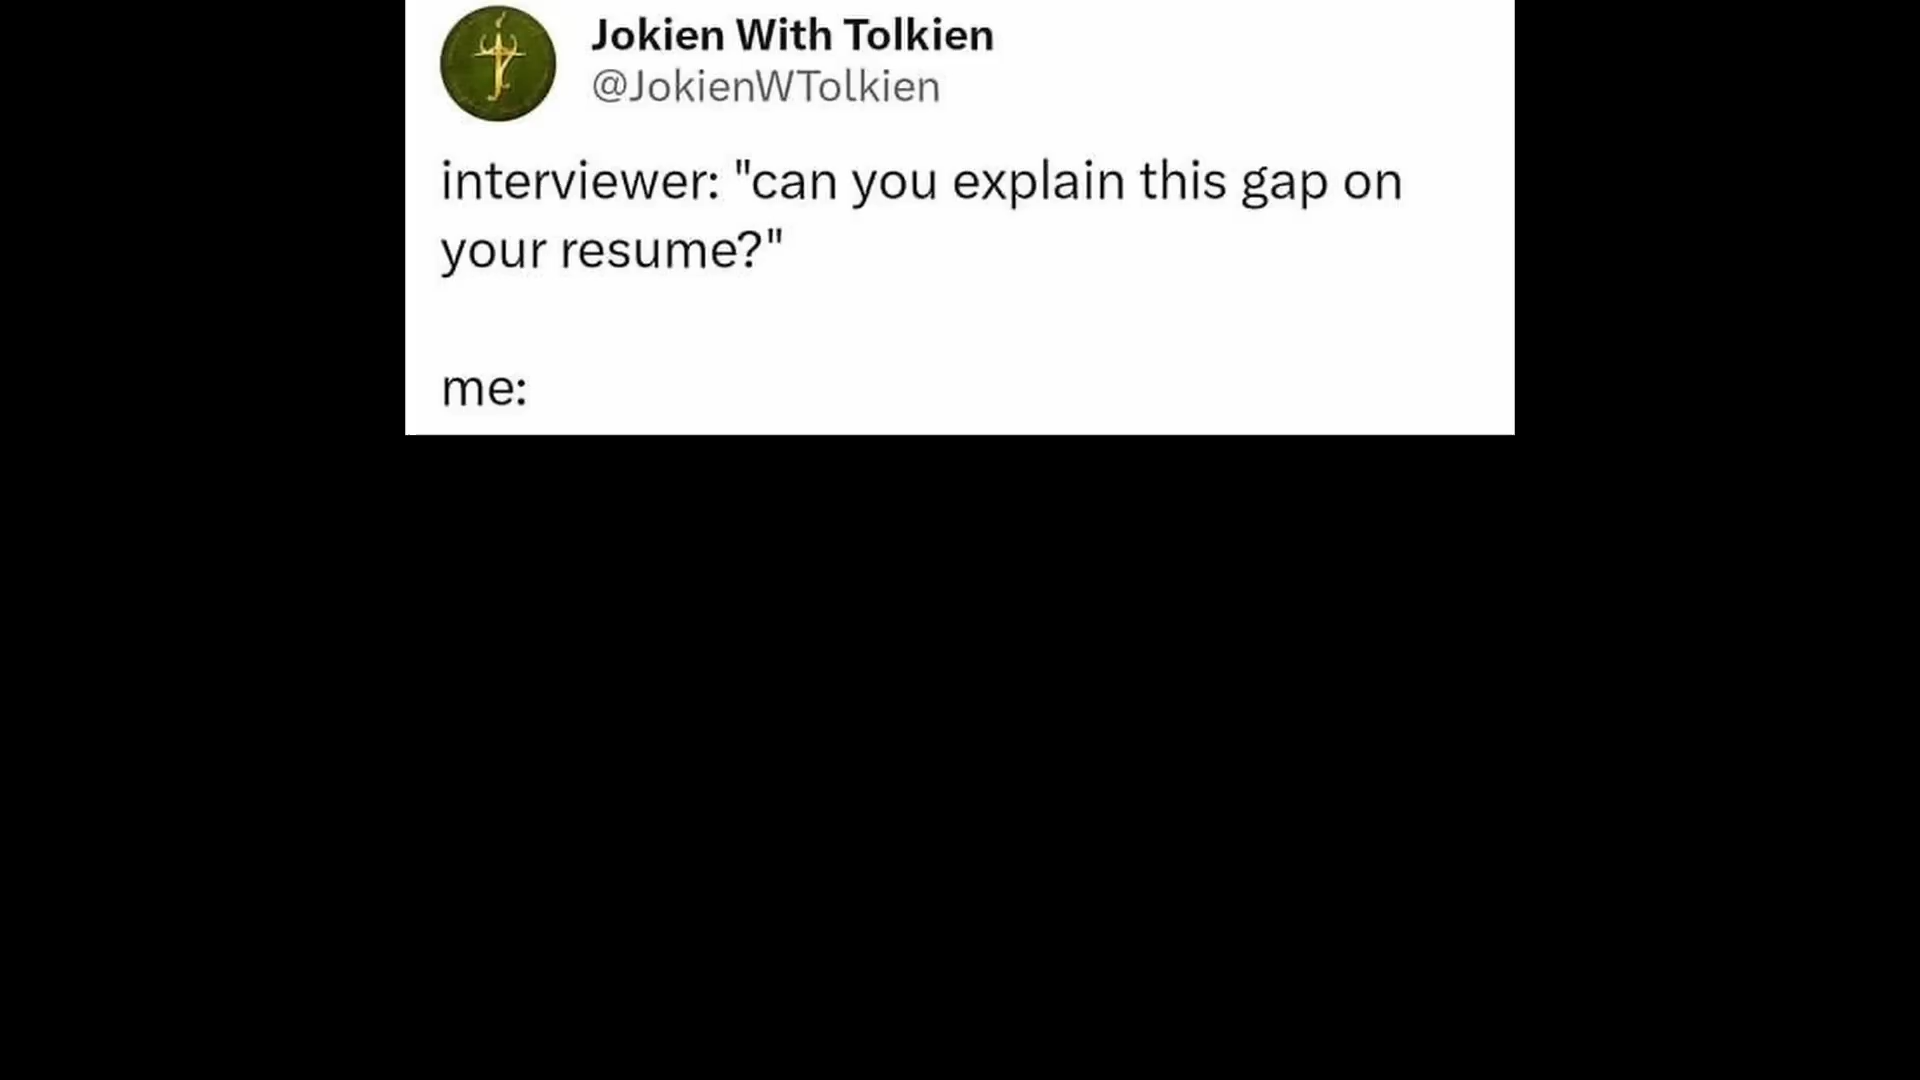 Jokien With Tolkien
@JokienWTolkien
interviewer: "can you explain this gap on
your resume?"
me: